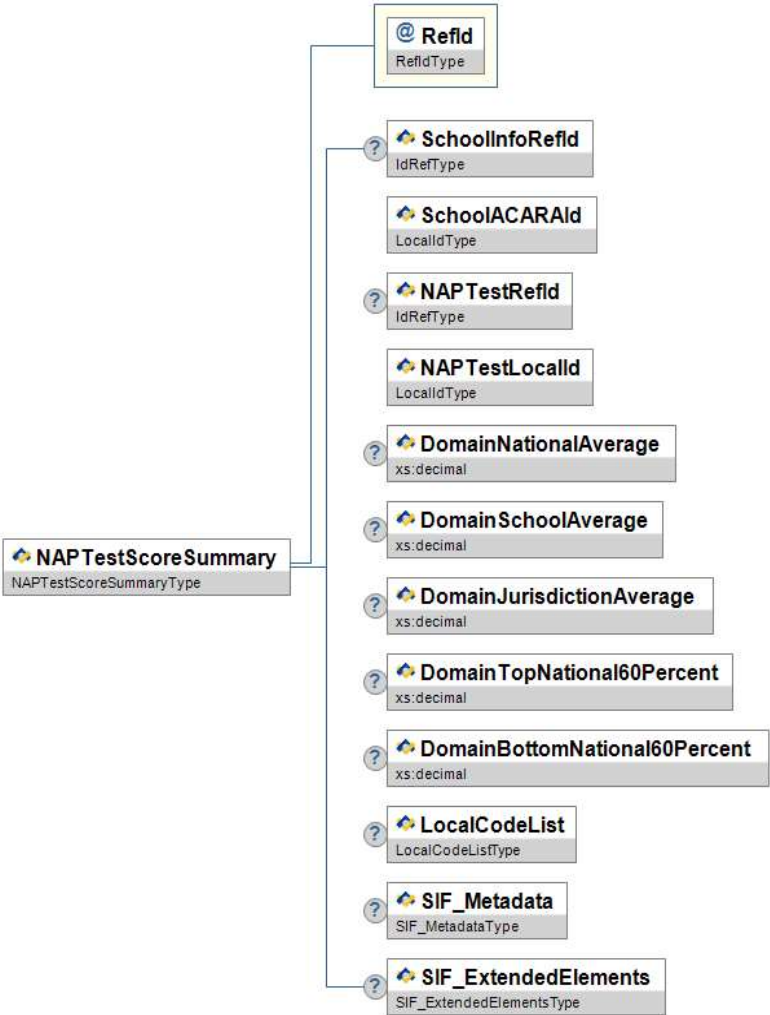 @ RefId
RefIdType
? SchoolInfoRefId
IdRefType
SchoolACARAId
LocalIdType
? NAPTestRefId
IdRefType
NAPTestLocalId
LocalIdType
? DomainNationalAverage
xs:decimal
? DomainSchoolAverage
xs:decimal
NAPTestScoreSummary
NAPTestScoreSummaryType
? DomainJurisdictionAverage
xs:decimal
? DomainTopNational60Percent
xs:decimal
? DomainBottomNational60Percent
xs:decimal
? LocalCodeList
LocalCodeListType
? SIF_Metadata
SIF_MetadataType
? SIF_ExtendedElements
SIF_ExtendedElementsType